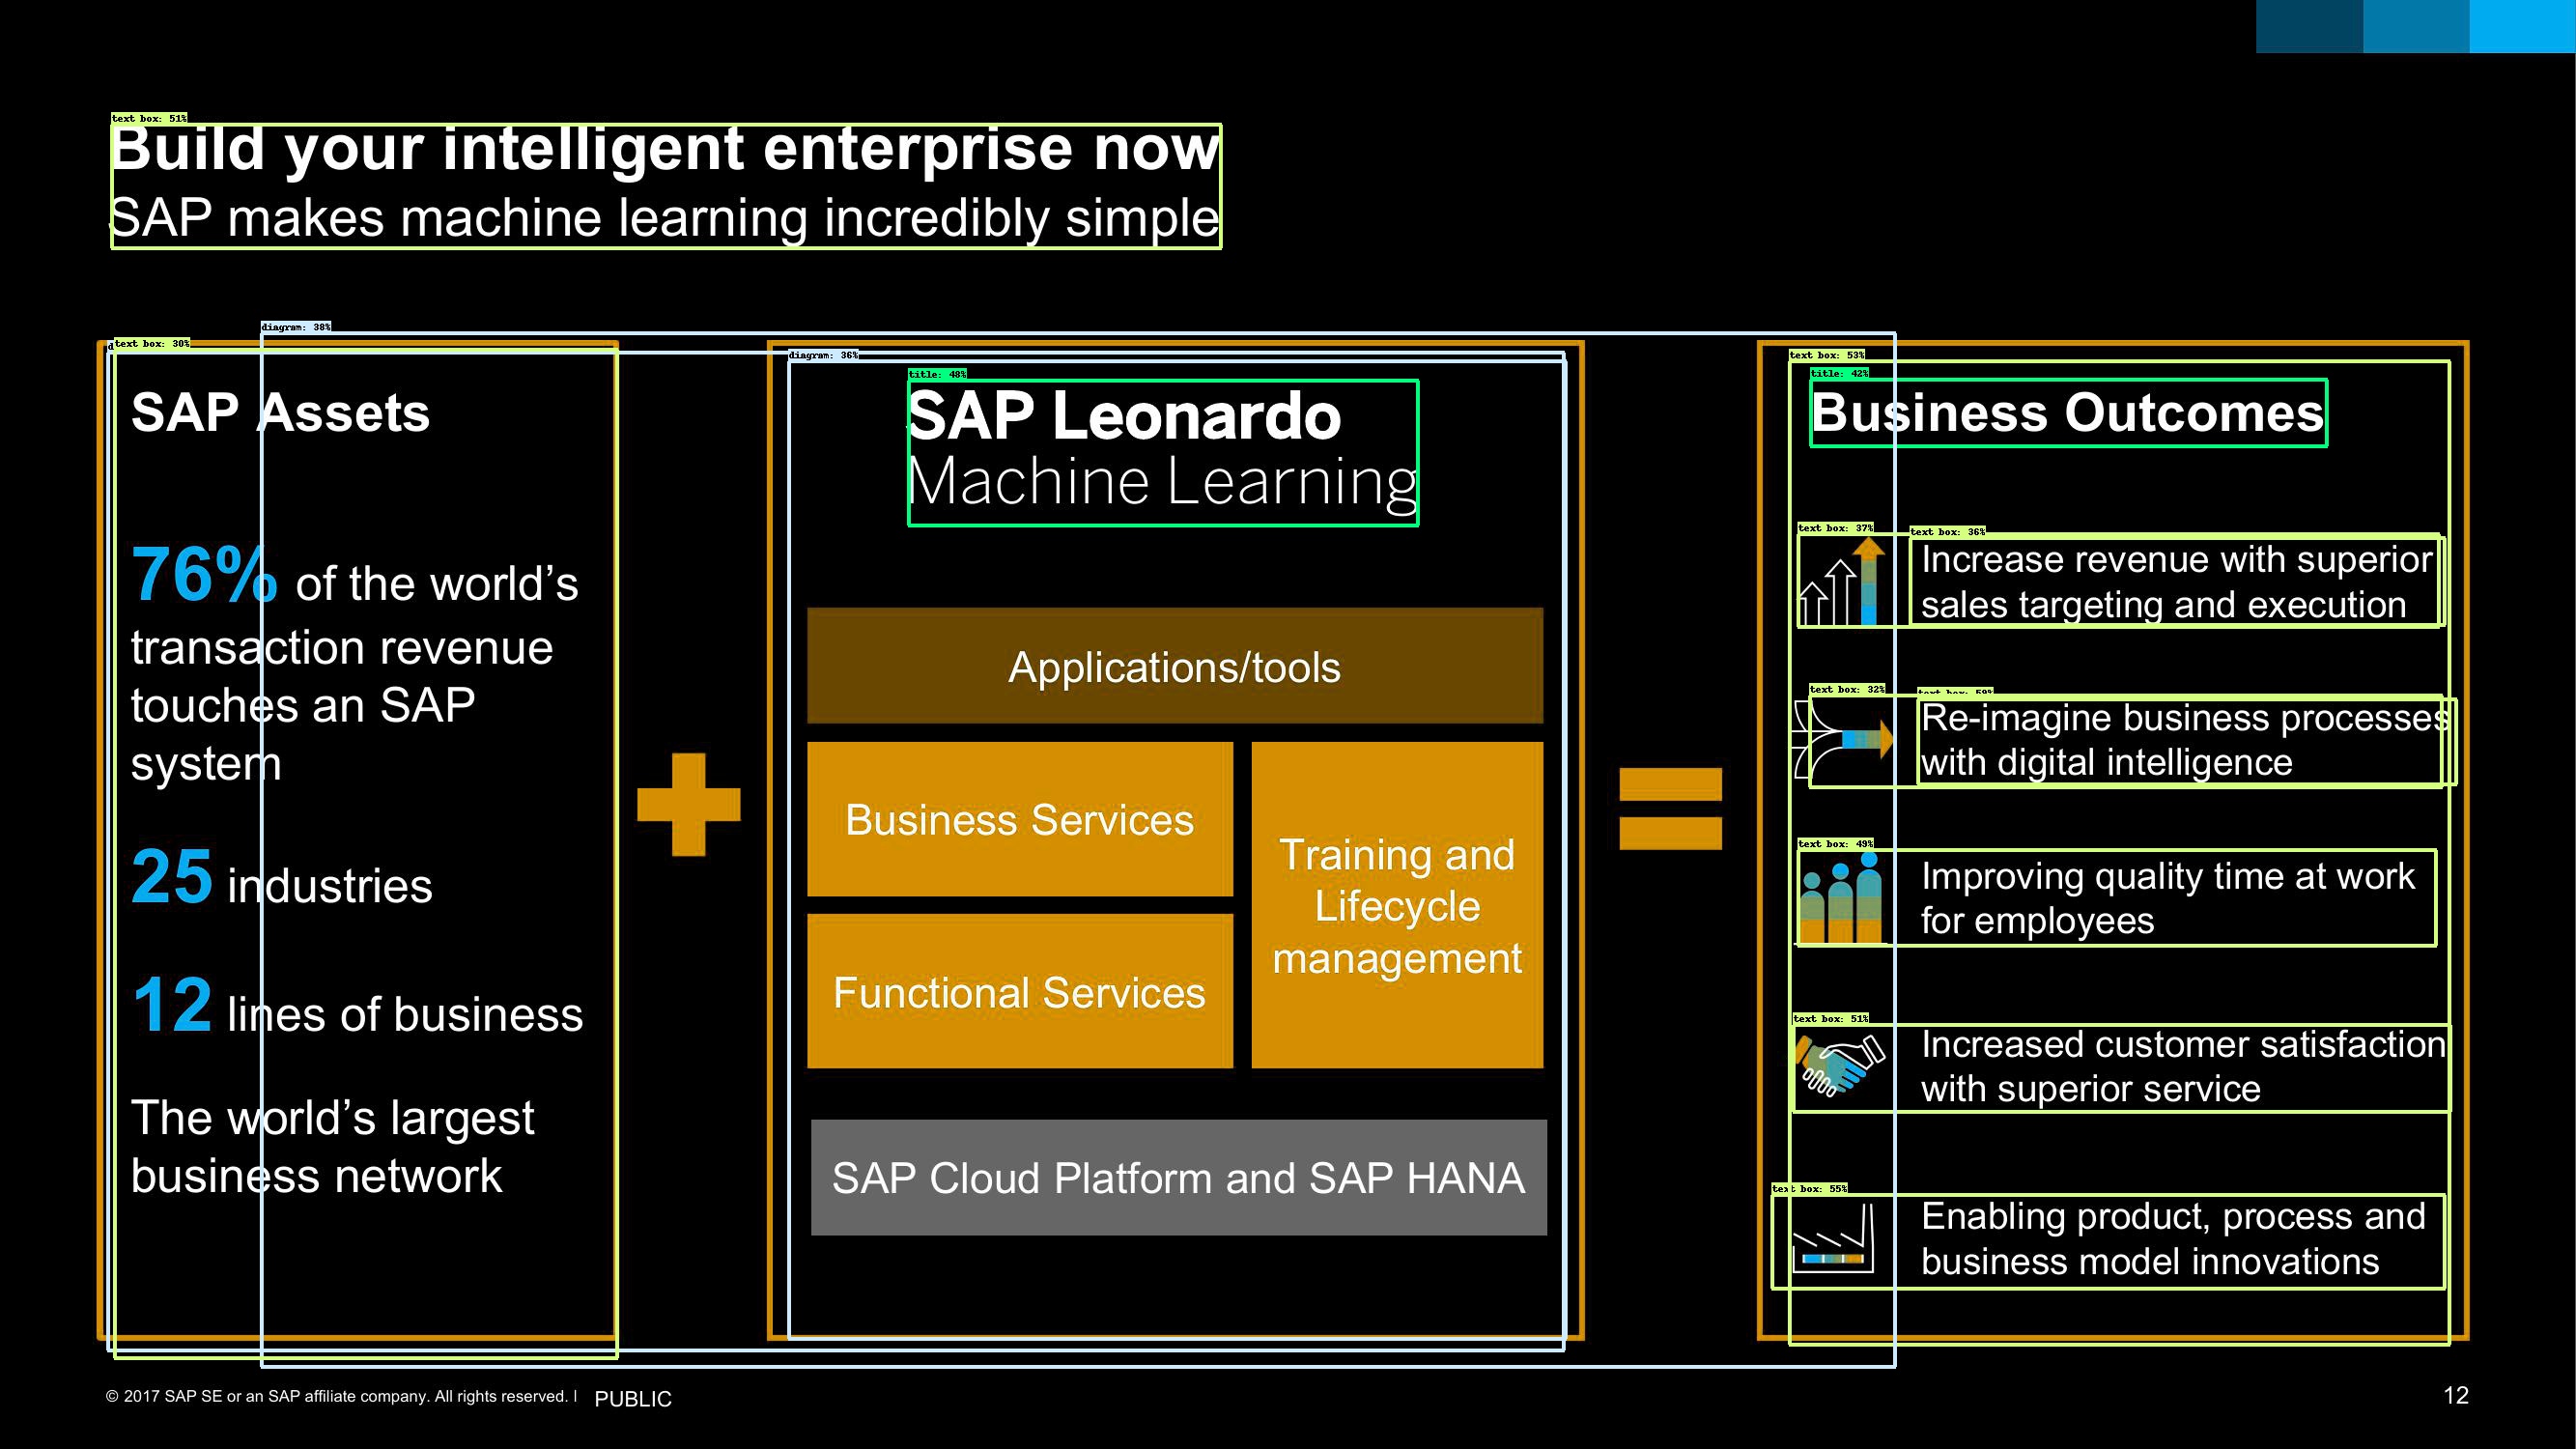 text box: 51%
Build your intelligent enterprise now
SAP makes machine learning incredibly simple
diagram: 38%
text box: 30%
SAP Assets
76% of the world’s
transaction revenue
touches an SAP
system
25 industries
12 lines of business
The world’s largest
business network
diagram: 36%
title: 48%
SAP Leonardo
Machine Learning
Applications/tools
Business Services
Functional Services
Training and
Lifecycle
management
SAP Cloud Platform and SAP HANA
text box: 53%
title: 42%
Business Outcomes
text box: 37%
text box: 36%
Increase revenue with superior
sales targeting and execution
text box: 32%
text box: 59%
Re-imagine business processes
with digital intelligence
text box: 49%
Improving quality time at work
for employees
text box: 51%
Increased customer satisfaction
with superior service
text box: 55%
Enabling product, process and
business model innovations
© 2017 SAP SE or an SAP affiliate company. All rights reserved. ǀ PUBLIC
12